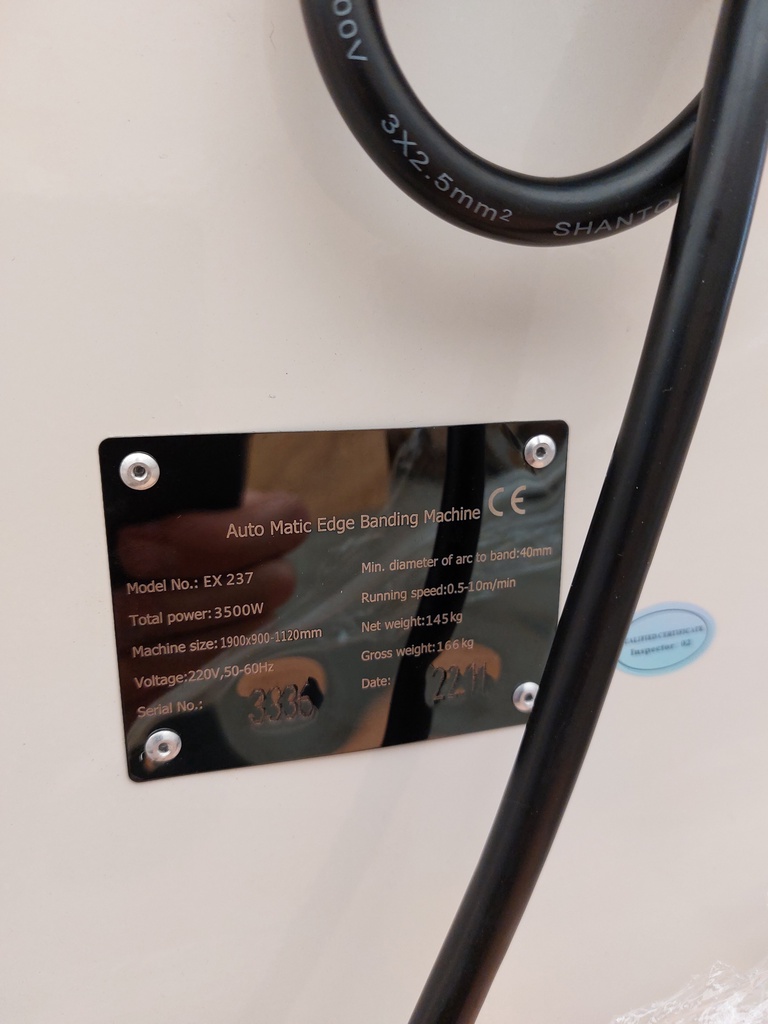 00V
3X2.5mm²
SHANTO
Auto Matic Edge Banding Machine CE
Model No.: EX 237
Total power:3500W
Machine size:1900x900-1120mm
Voltage:220V,50-60Hz
Serial No.: 3336
Min. diameter of arc to band:40mm
Running speed:0.5-10m/min
Net weight:145kg
Gross weight:166kg
Date: 2211
Inspector: 02